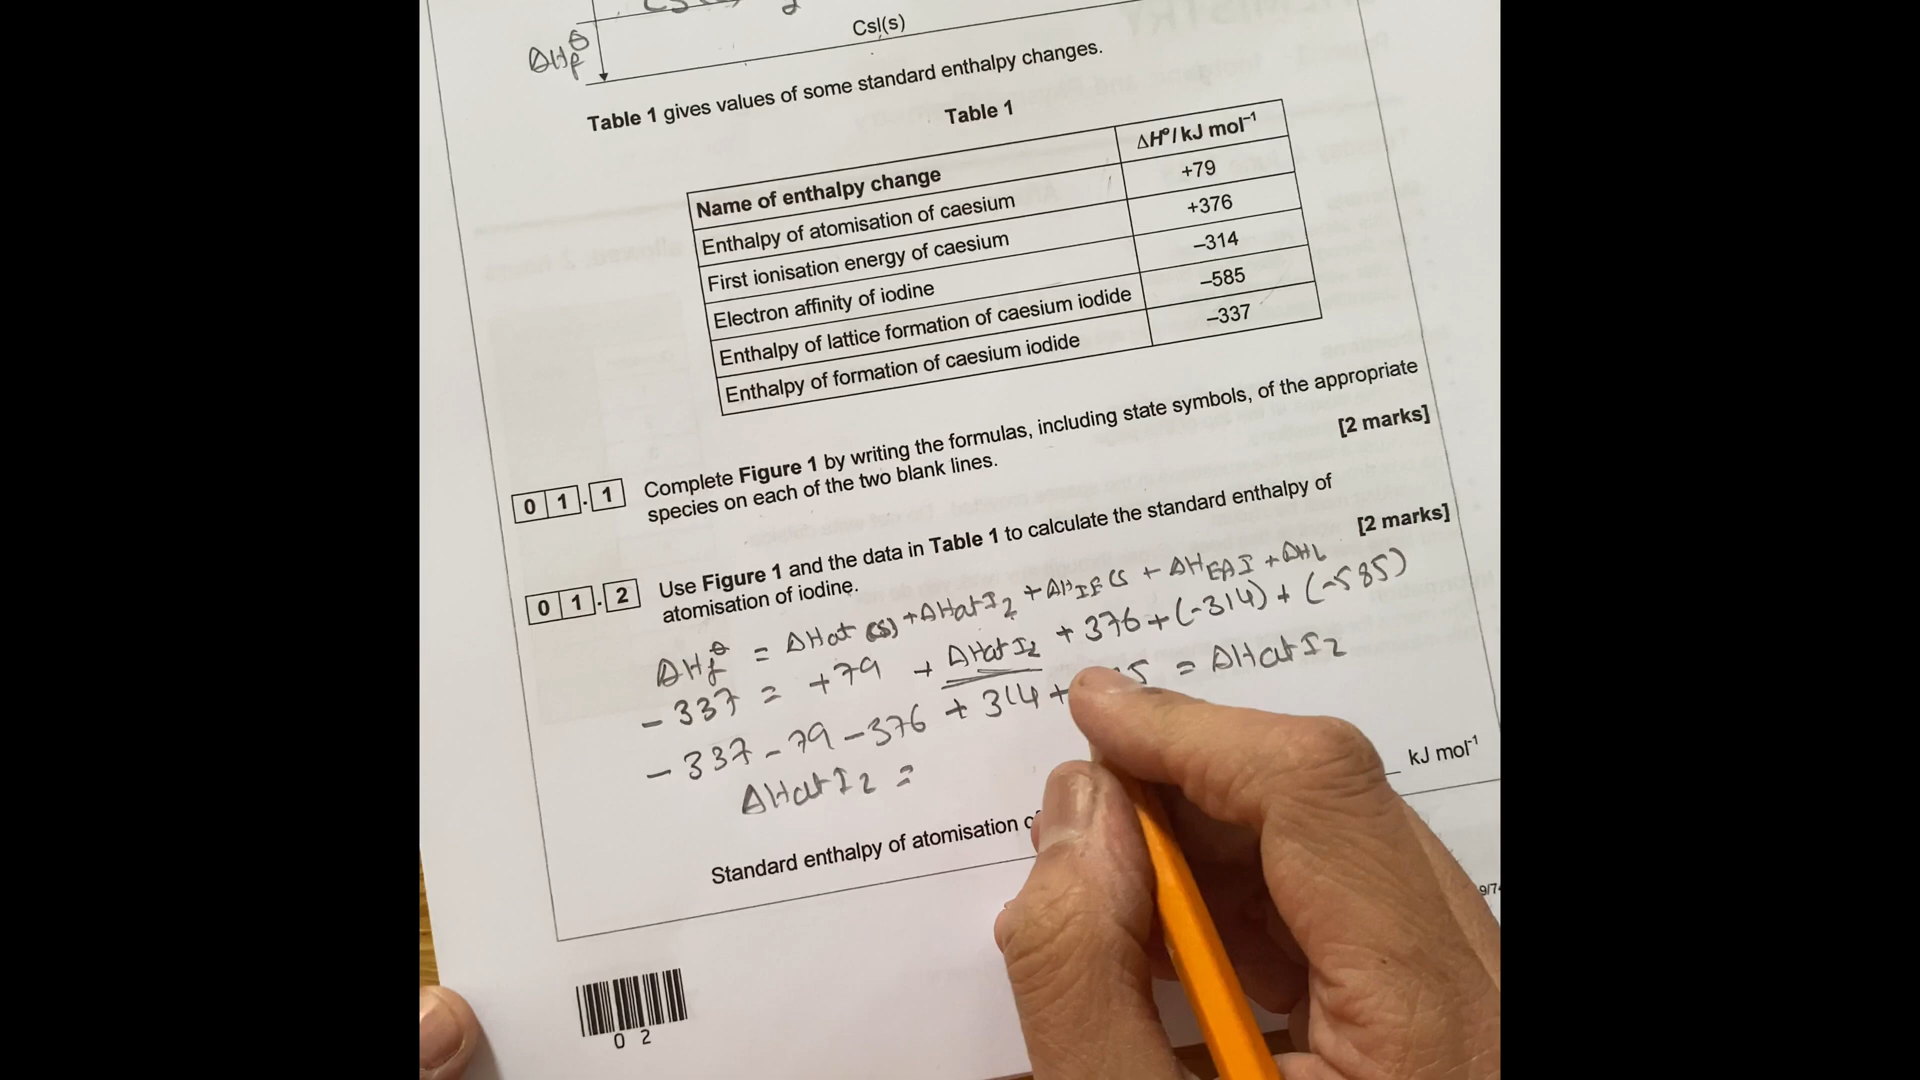 CsI(s)
ΔHf⦵
Table 1 gives values of some standard enthalpy changes.
Table 1
Name of enthalpy change ΔH⦵/ kJ mol⁻¹
Enthalpy of atomisation of caesium +79
First ionisation energy of caesium +376
Electron affinity of iodine –314
Enthalpy of lattice formation of caesium iodide –585
Enthalpy of formation of caesium iodide –337
0 1 . 1 Complete Figure 1 by writing the formulas, including state symbols, of the appropriate
species on each of the two blank lines.
[2 marks]
0 1 . 2 Use Figure 1 and the data in Table 1 to calculate the standard enthalpy of
atomisation of iodine.
[2 marks]
ΔHf⦵ = ΔHat (s) + ΔHat I2 + ΔHIE Cs + ΔHEA I + ΔHL
- 337 = +79 + ΔHat I2 + 376 + (-314) + (-585)
- 337 - 79 - 376 + 314 + 5 = ΔHat I2
ΔHat I2 =
Standard enthalpy of atomisation kJ mol⁻¹
0 2